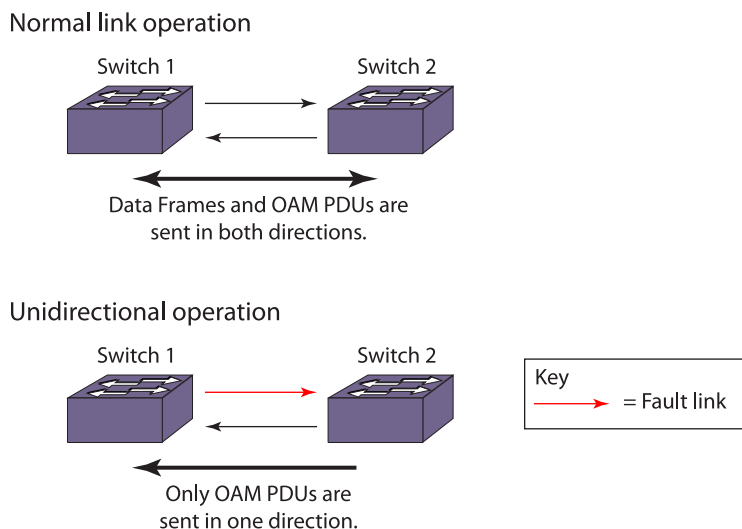 Normal link operation
Switch 1
Switch 2
Data Frames and OAM PDUs are
sent in both directions.
Unidirectional operation
Switch 1
Switch 2
Key
= Fault link
Only OAM PDUs are
sent in one direction.